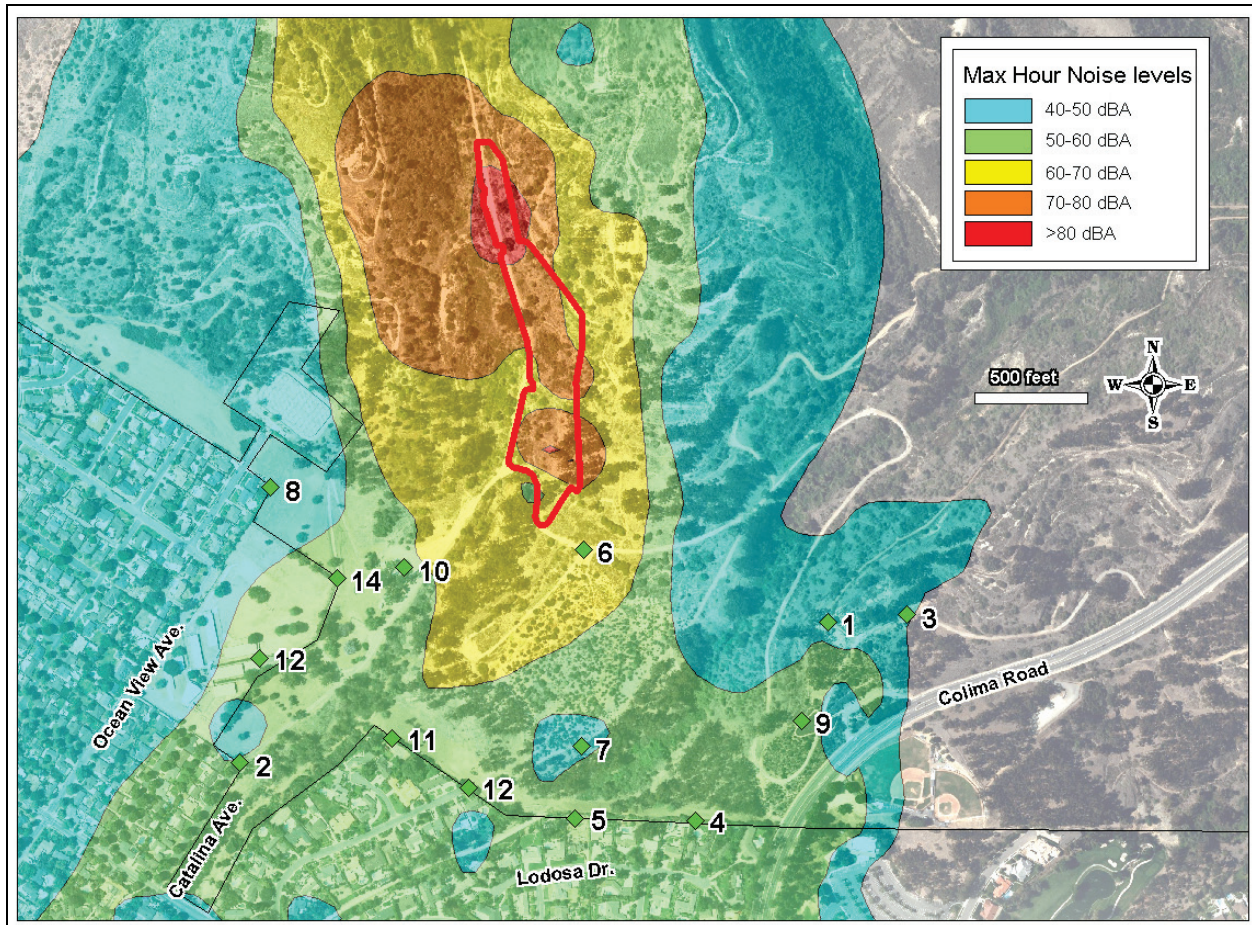 Max Hour Noise levels
40-50 dBA
50-60 dBA
60-70 dBA
70-80 dBA
>80 dBA
N
500 feet
W E
S
8
6
10
14
1
3
12
Ocean View Ave.
Colima Road
9
11
7
2
12
5
4
Catalina Ave.
Lodosa Dr.